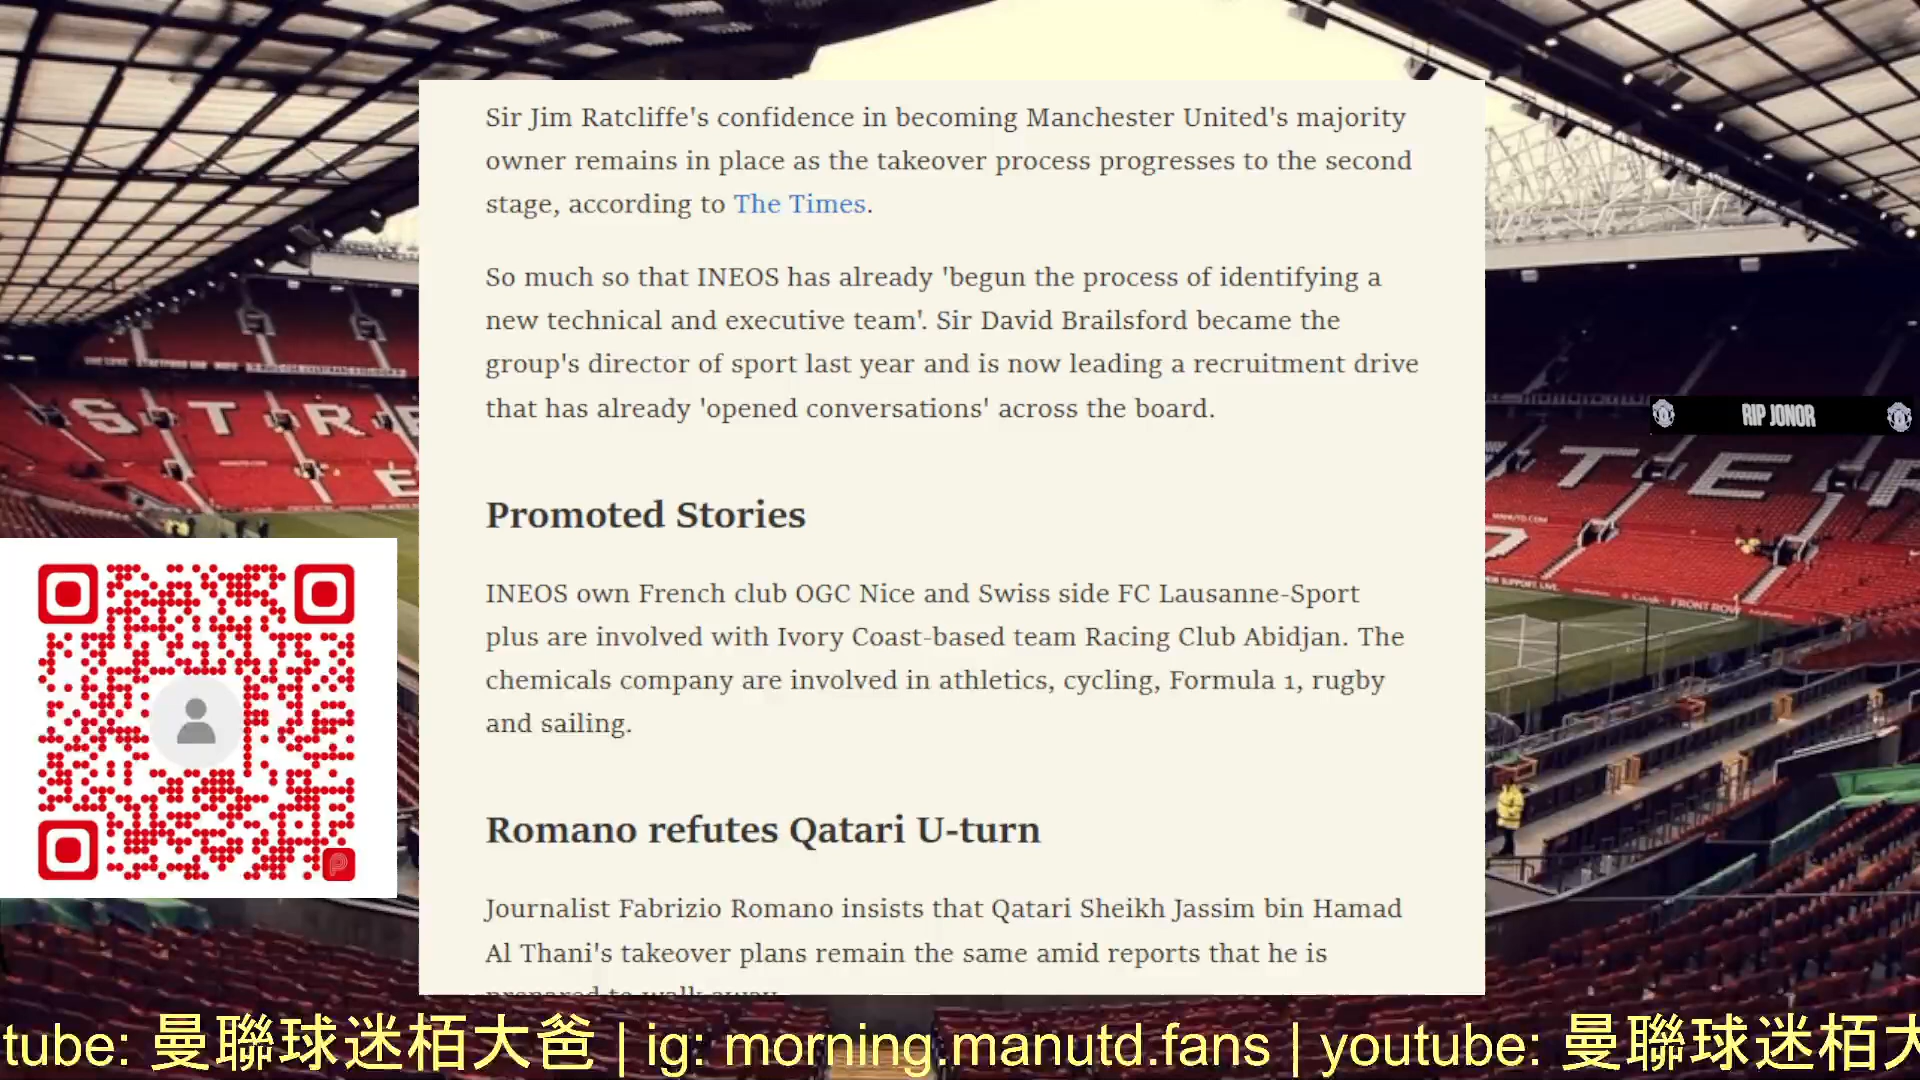 Sir Jim Ratcliffe's confidence in becoming Manchester United's majority
owner remains in place as the takeover process progresses to the second
stage, according to The Times.
So much so that INEOS has already 'begun the process of identifying a
new technical and executive team'. Sir David Brailsford became the
group's director of sport last year and is now leading a recruitment drive
that has already 'opened conversations' across the board.
Promoted Stories
INEOS own French club OGC Nice and Swiss side FC Lausanne-Sport
plus are involved with Ivory Coast-based team Racing Club Abidjan. The
chemicals company are involved in athletics, cycling, Formula 1, rugby
and sailing.
Romano refutes Qatari U-turn
Journalist Fabrizio Romano insists that Qatari Sheikh Jassim bin Hamad
Al Thani's takeover plans remain the same amid reports that he is
prepared to walk away
STRE
E
RIP JONOR
TER
FRONT ROW
tube: 曼聯球迷栢大爸 | ig: morning.manutd.fans | youtube: 曼聯球迷栢大